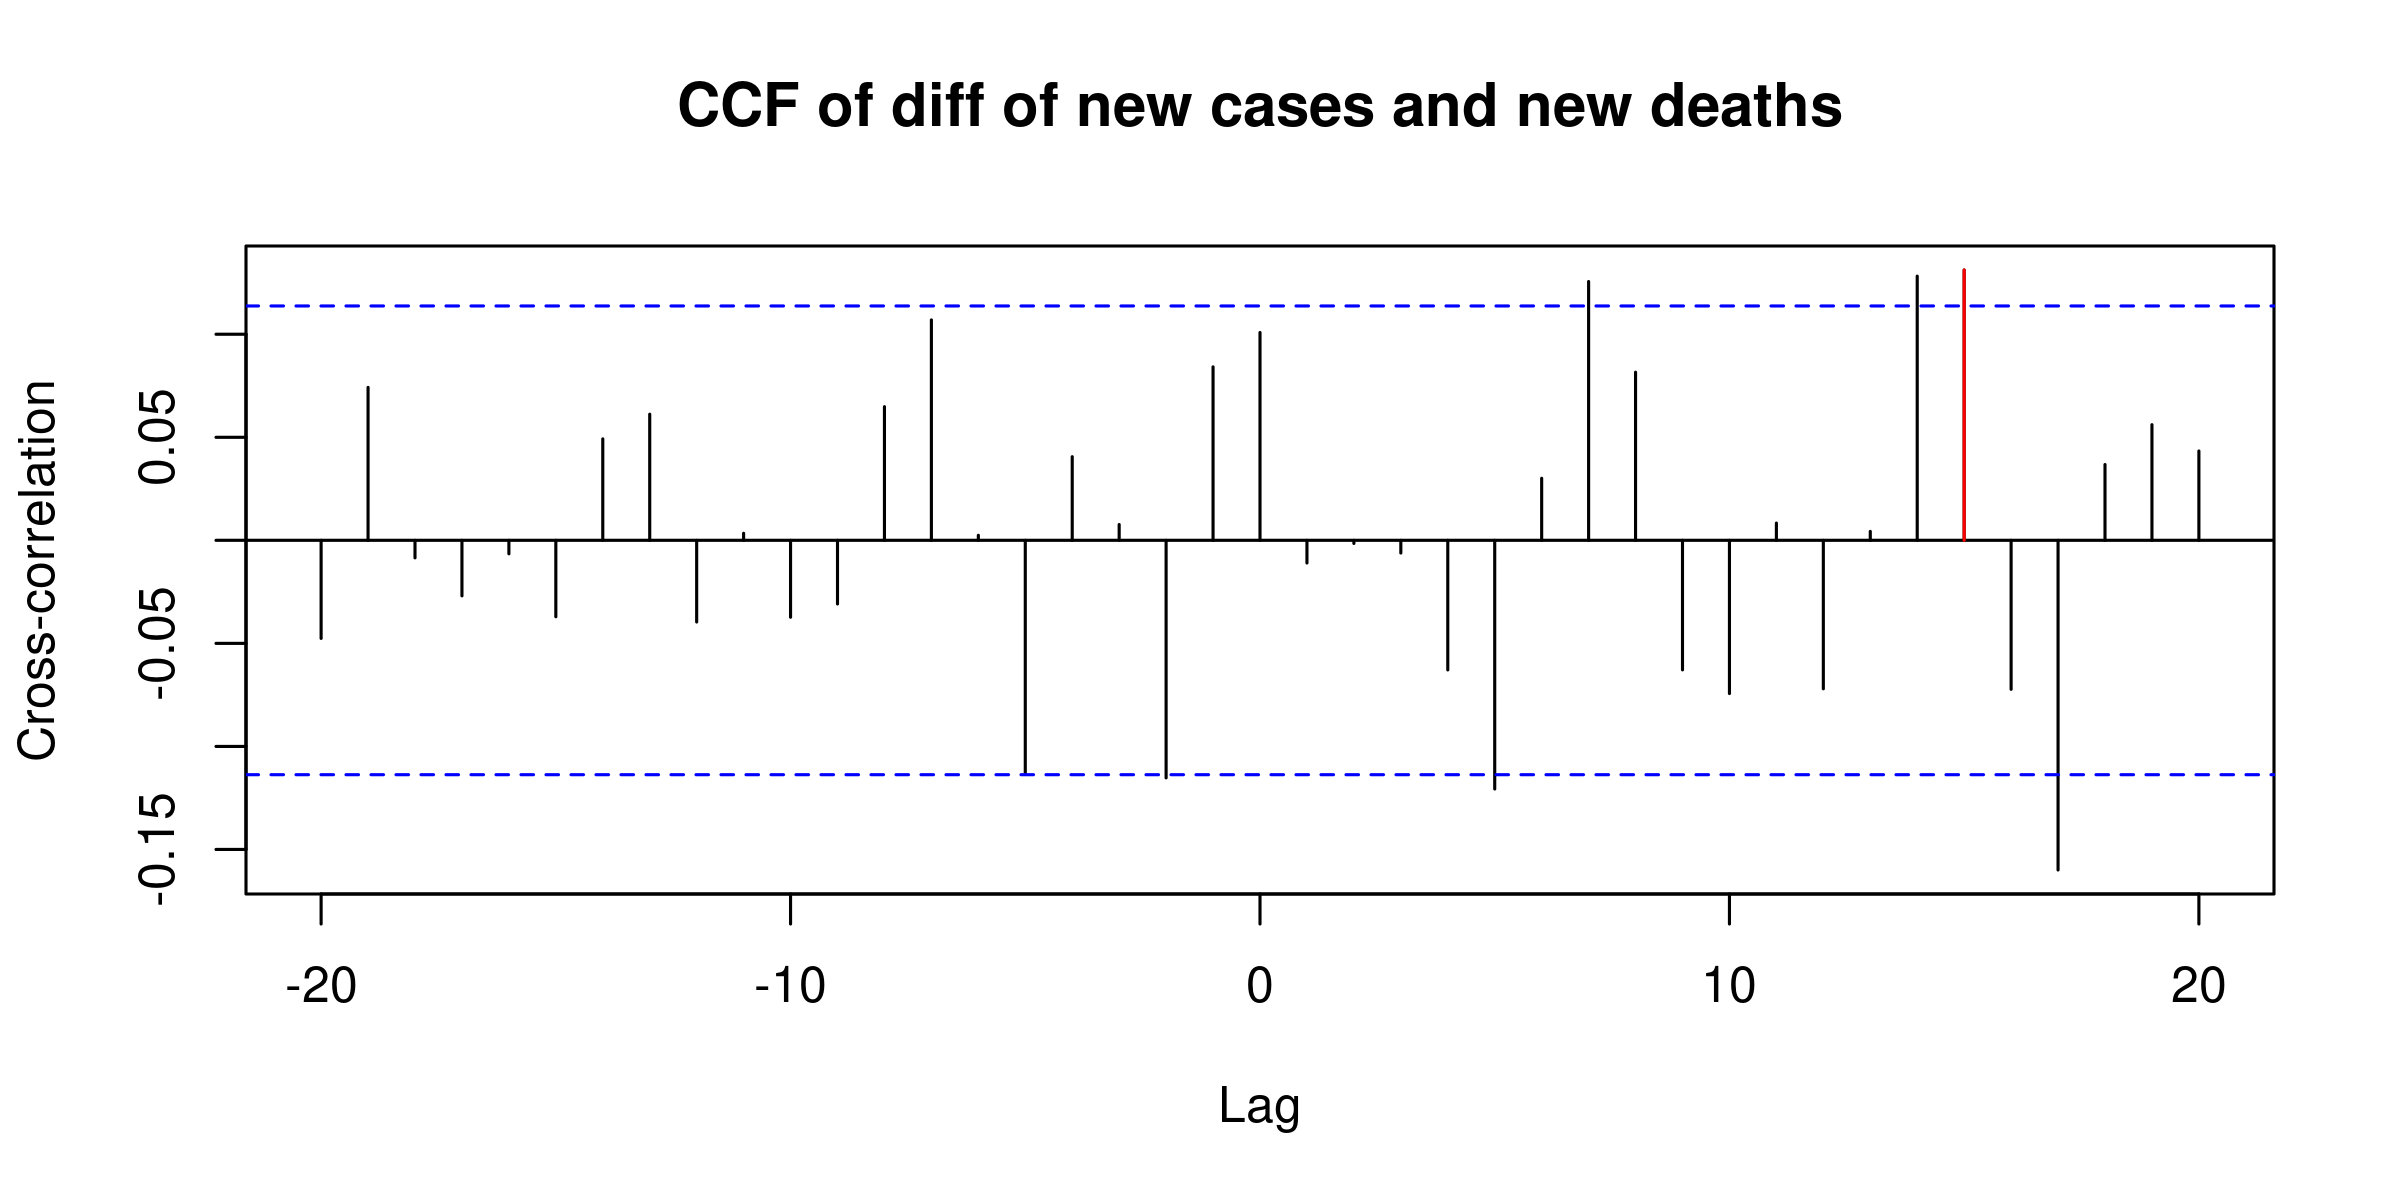 CCF of diff of new cases and new deaths
Cross-correlation
0.05
-0.05
-0.15
-20
-10
0
10
20
Lag